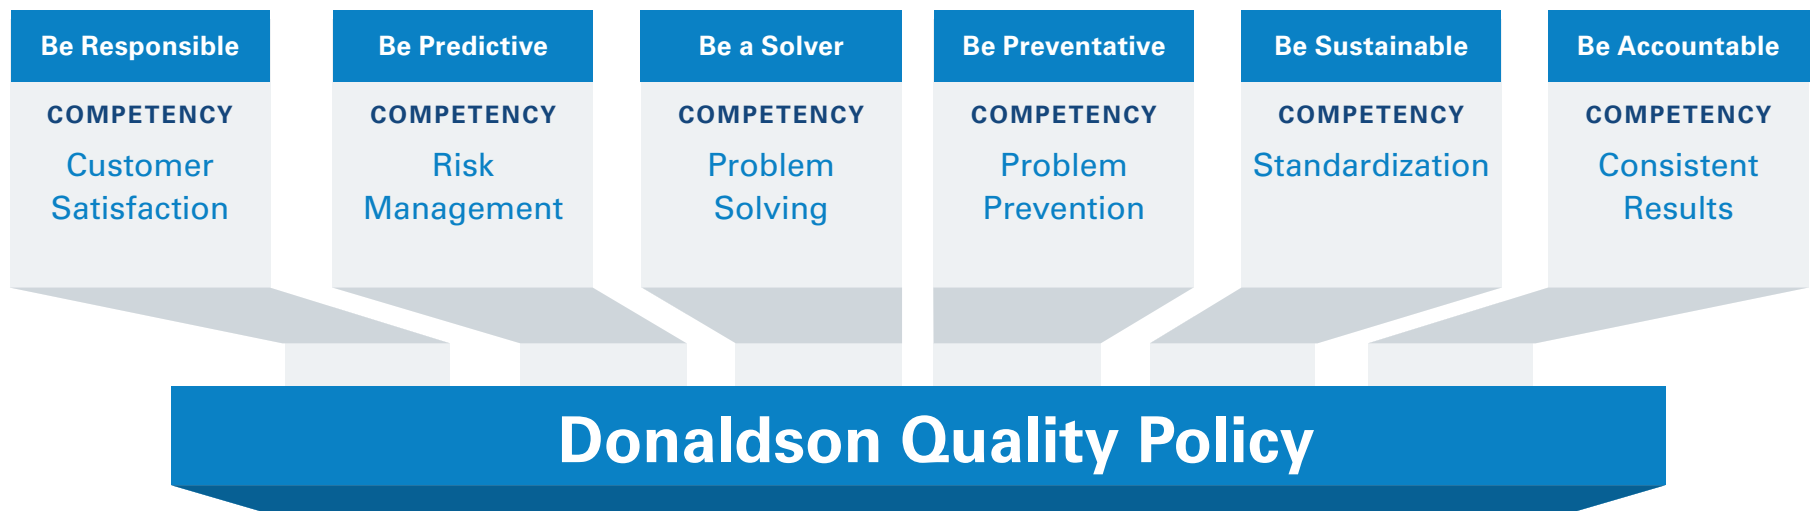 Be Responsible
COMPETENCY
Customer
Satisfaction
Be Predictive
COMPETENCY
Risk
Management
Be a Solver
COMPETENCY
Problem
Solving
Be Preventative
COMPETENCY
Problem
Prevention
Be Sustainable
COMPETENCY
Standardization
Be Accountable
COMPETENCY
Consistent
Results
Donaldson Quality Policy